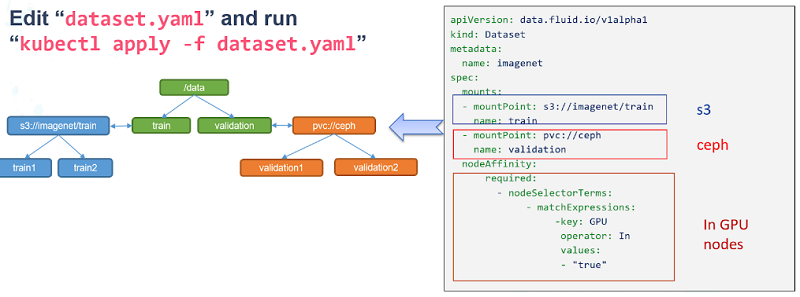 Edit “dataset.yaml” and run
“kubectl apply -f dataset.yaml”
/data
s3://imagenet/train
train
validation
pvc://ceph
train1
train2
validation1
validation2
apiVersion: data.fluid.io/v1alpha1
kind: Dataset
metadata:
  name: imagenet
spec:
  mounts:
  - mountPoint: s3://imagenet/train
    name: train
  - mountPoint: pvc://ceph
    name: validation
  nodeAffinity:
    required:
      - nodeSelectorTerms:
          - matchExpressions:
              -key: GPU
               operator: In
               values:
               - "true"
s3
ceph
In GPU
nodes